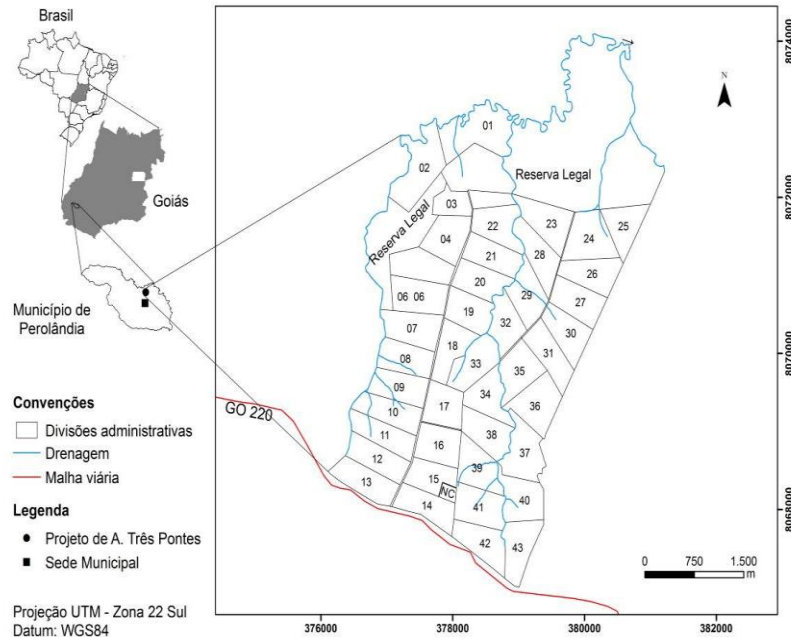 Brasil
Goiás
Município de
Perolândia
Convenções
Divisões administrativas
Drenagem
Malha viária
Legenda
Projeto de A. Três Pontes
Sede Municipal
Projeção UTM - Zona 22 Sul
Datum: WGS84
GO 220
N
01
02
Reserva Legal
Reserva Legal
03
04
22
23
24
25
21
28
26
06 06
20
29
27
07
19
32
30
08
18
33
31
09
35
10
17
34
36
11
16
38
37
12
15
NC
39
13
14
41
40
42
43
0 750 1.500
m
376000 378000 380000 382000
8074000
8072000
8070000
8068000